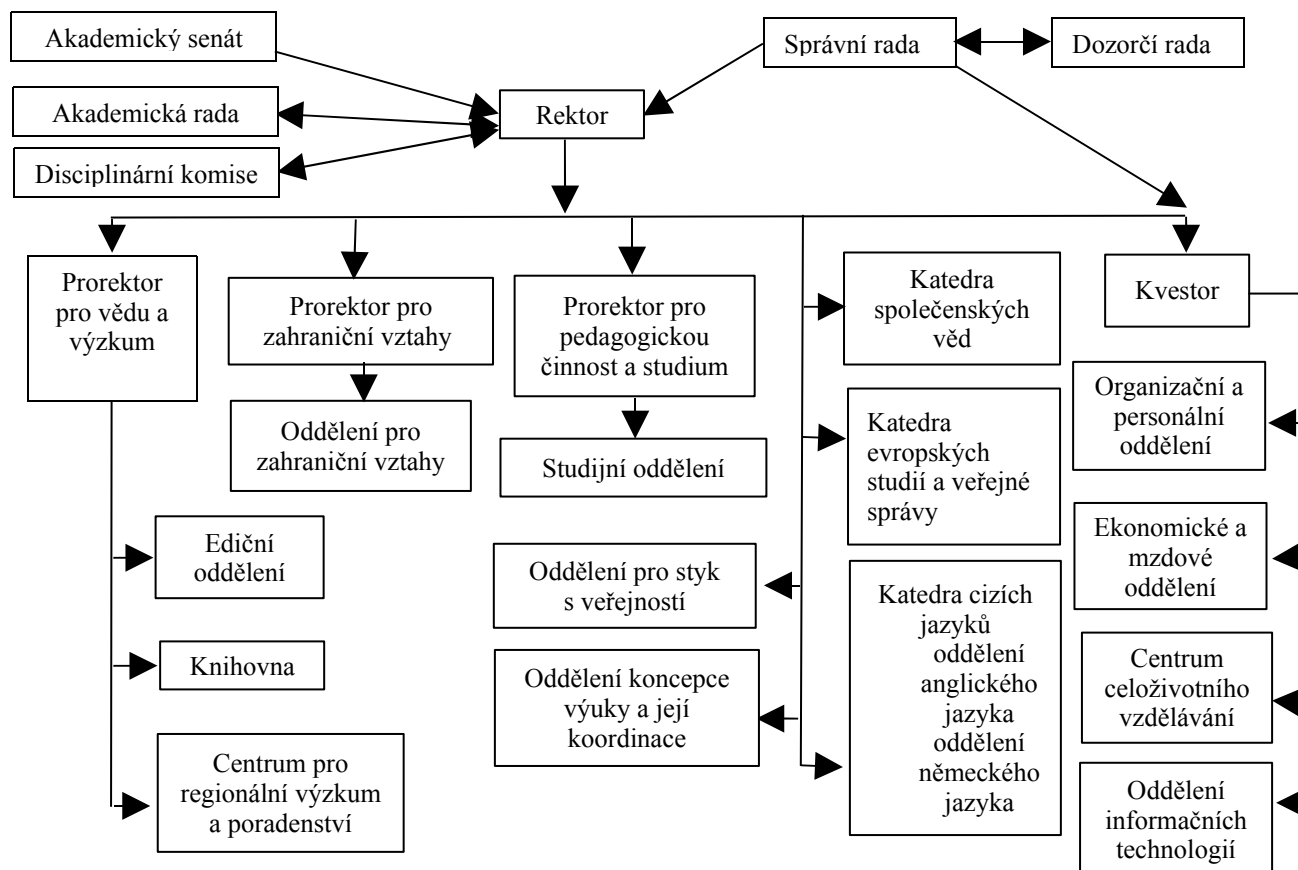 Akademický senát
Správní rada
Dozorčí rada
Akademická rada
Rektor
Disciplinární komise
Prorektor
pro vědu a
výzkum
Prorektor pro
zahraniční vztahy
Prorektor pro
pedagogickou
činnost a studium
Katedra
společenských
věd
Kvestor
Oddělení pro
zahraniční vztahy
Studijní oddělení
Katedra
evropských
studií a veřejné
správy
Organizační a
personální
oddělení
Ediční
oddělení
Oddělení pro styk
s veřejností
Katedra cizích
jazyků
oddělení
anglického
jazyka
oddělení
německého
jazyka
Ekonomické a
mzdové
oddělení
Knihovna
Oddělení koncepce
výuky a její
koordinace
Centrum
celoživotního
vzdělávání
Centrum pro
regionální výzkum
a poradenství
Oddělení
informačních
technologií